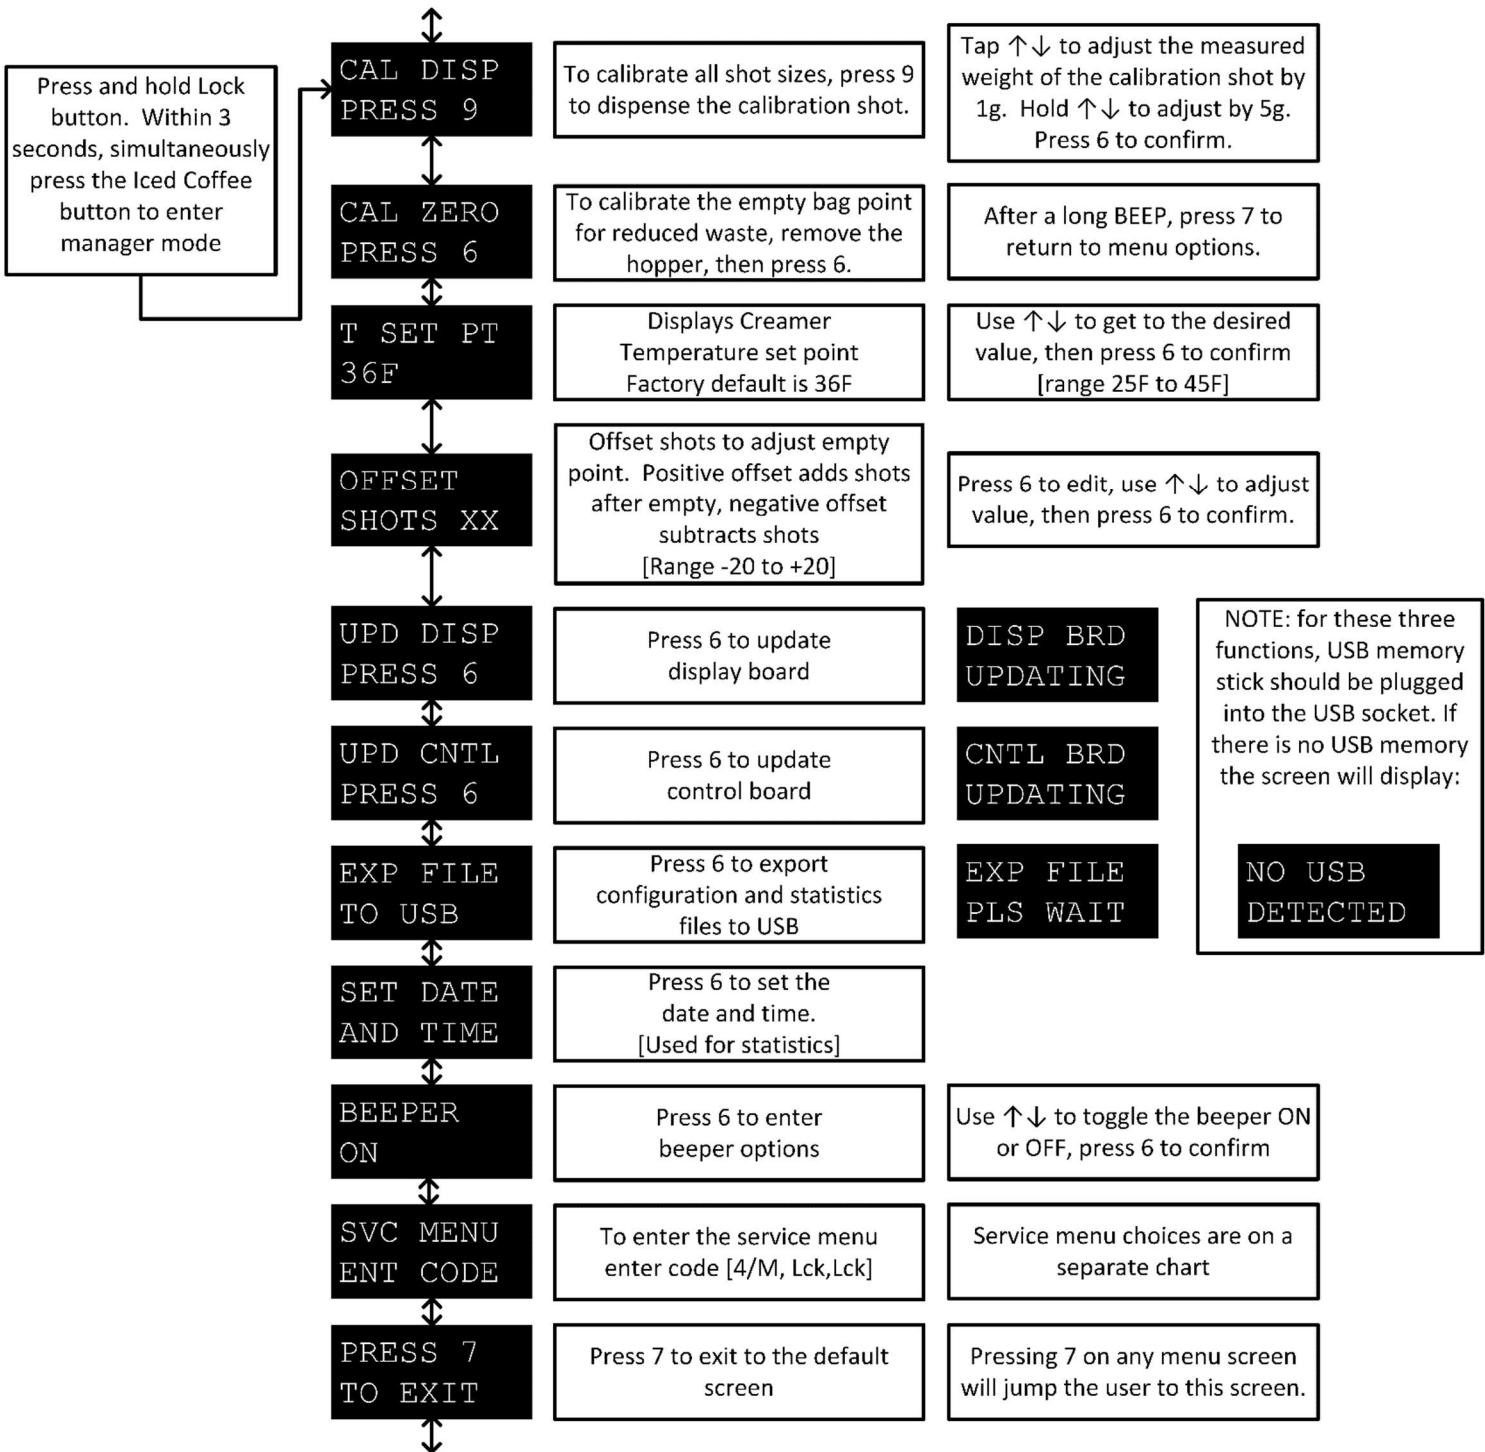 Press and hold Lock
button.  Within 3
seconds, simultaneously
press the Iced Coffee
button to enter
manager mode
CAL DISP
PRESS 9
To calibrate all shot sizes, press 9
to dispense the calibration shot.
Tap ↑↓ to adjust the measured
weight of the calibration shot by
1g.  Hold ↑↓ to adjust by 5g.
Press 6 to confirm.
CAL ZERO
PRESS 6
To calibrate the empty bag point
for reduced waste, remove the
hopper, then press 6.
After a long BEEP, press 7 to
return to menu options.
T SET PT
36F
Displays Creamer
Temperature set point
Factory default is 36F
Use ↑↓ to get to the desired
value, then press 6 to confirm
[range 25F to 45F]
OFFSET
SHOTS XX
Offset shots to adjust empty
point.  Positive offset adds shots
after empty, negative offset
subtracts shots
[Range -20 to +20]
Press 6 to edit, use ↑↓ to adjust
value, then press 6 to confirm.
UPD DISP
PRESS 6
Press 6 to update
display board
DISP BRD
UPDATING
NOTE: for these three
functions, USB memory
stick should be plugged
into the USB socket. If
there is no USB memory
the screen will display:
UPD CNTL
PRESS 6
Press 6 to update
control board
CNTL BRD
UPDATING
EXP FILE
TO USB
Press 6 to export
configuration and statistics
files to USB
EXP FILE
PLS WAIT
NO USB
DETECTED
SET DATE
AND TIME
Press 6 to set the
date and time.
[Used for statistics]
BEEPER
ON
Press 6 to enter
beeper options
Use ↑↓ to toggle the beeper ON
or OFF, press 6 to confirm
SVC MENU
ENT CODE
To enter the service menu
enter code [4/M, Lck,Lck]
Service menu choices are on a
separate chart
PRESS 7
TO EXIT
Press 7 to exit to the default
screen
Pressing 7 on any menu screen
will jump the user to this screen.